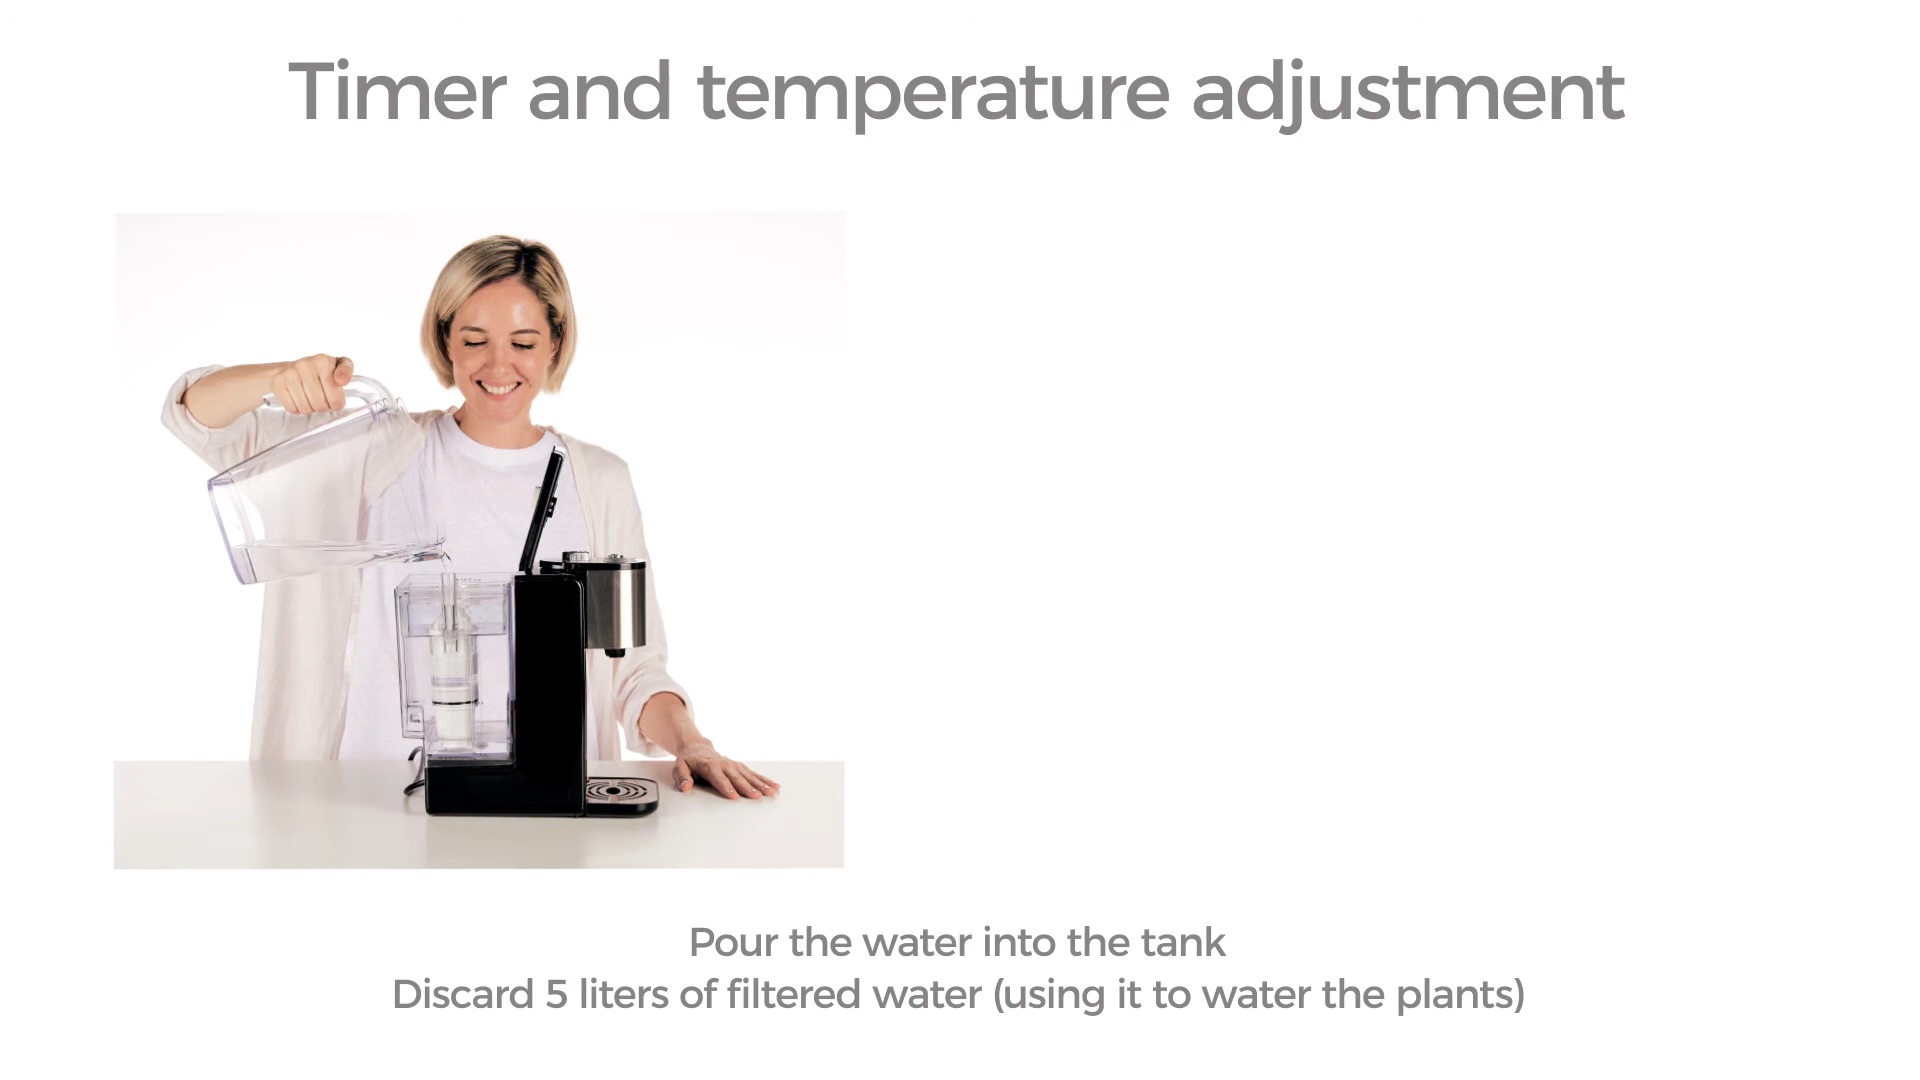 Timer and temperature adjustment
Pour the water into the tank
Discard 5 liters of filtered water (using it to water the plants)